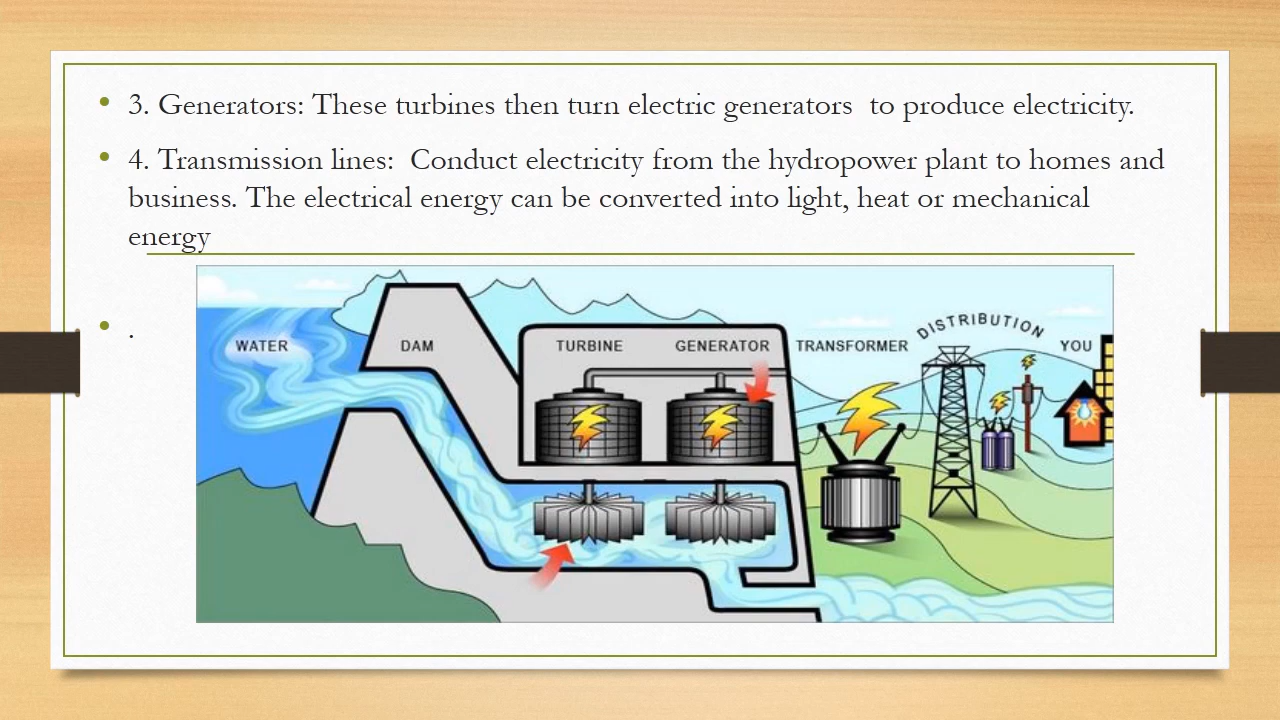 • 3. Generators: These turbines then turn electric generators  to produce electricity.
• 4. Transmission lines:  Conduct electricity from the hydropower plant to homes and
business. The electrical energy can be converted into light, heat or mechanical
energy
• .
WATER
DAM
TURBINE
GENERATOR
TRANSFORMER
DISTRIBUTION
YOU